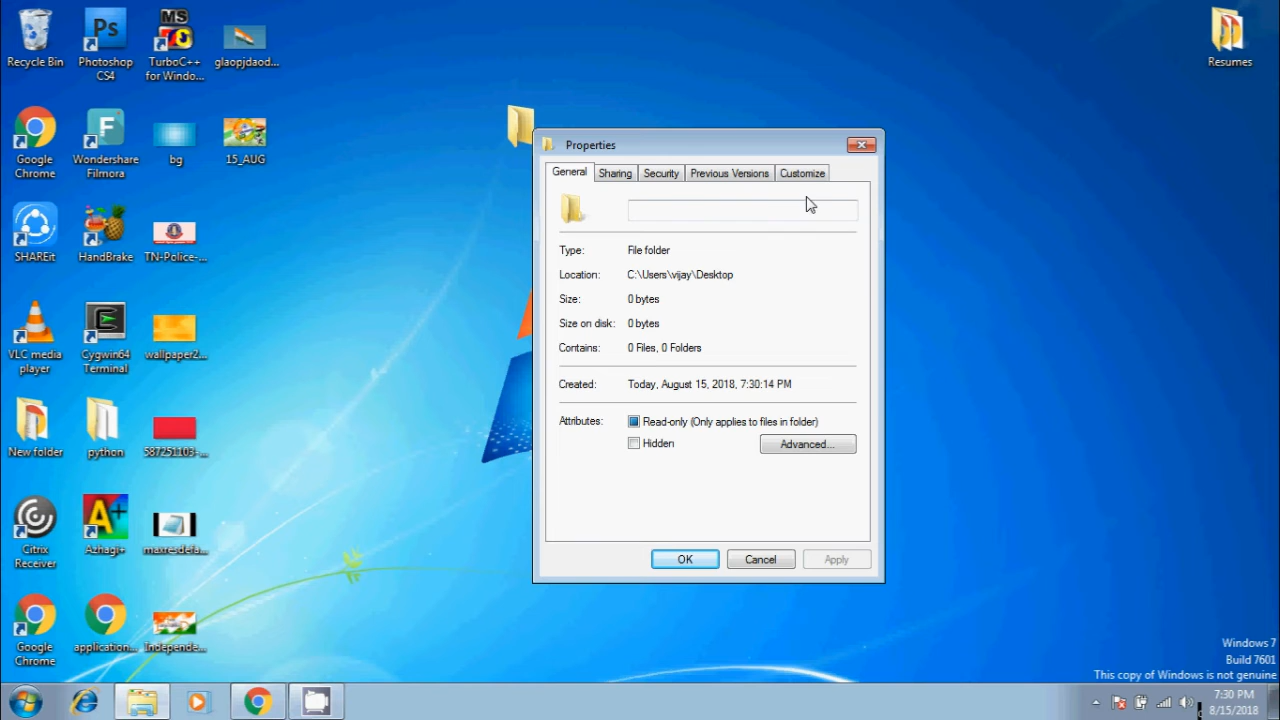 Recycle Bin
Photoshop
CS4
MS
TurboC++
for Windo...
glaopjdaod...
Resumes
Google
Chrome
Wondershare
Filmora
bg
15_AUG
SHAREit
HandBrake
TN-Police-...
VLC media
player
Cygwin64
Terminal
wallpaper2...
New folder
python
587251103-...
Citrix
Receiver
Azhagi+
maxresdefa...
Google
Chrome
application...
Independe...
Properties
General
Sharing
Security
Previous Versions
Customize
Type: File folder
Location: C:\Users\vijay\Desktop
Size: 0 bytes
Size on disk: 0 bytes
Contains: 0 Files, 0 Folders
Created: Today, August 15, 2018, 7:30:14 PM
Attributes: Read-only (Only applies to files in folder)
Hidden
Advanced...
OK
Cancel
Apply
Windows 7
Build 7601
This copy of Windows is not genuine
7:30 PM
8/15/2018